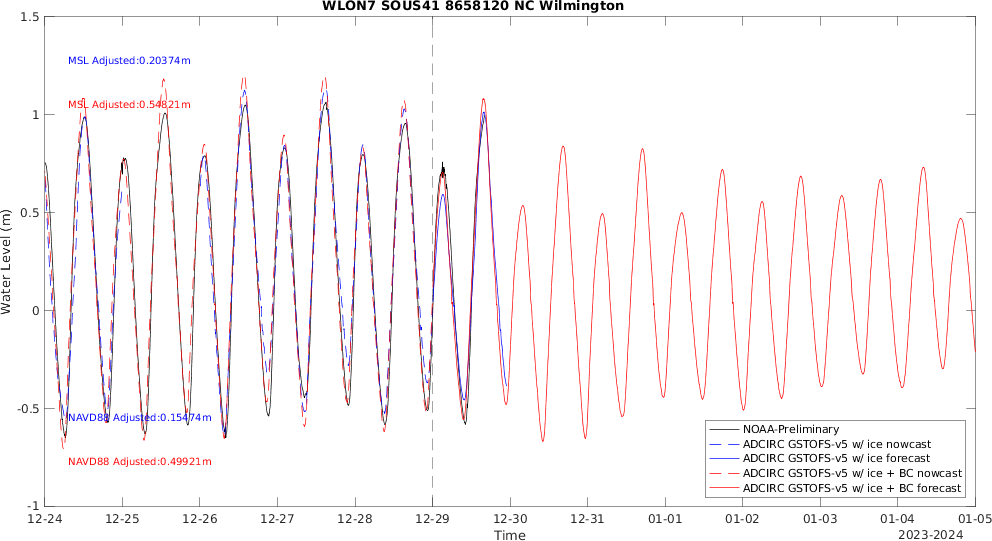 WLON7 SOUS41 8658120 NC Wilmington
1.5
1
0.5
0
-0.5
-1
Water Level (m)
MSL Adjusted:0.20374m
MSL Adjusted:0.54821m
NAVD88 Adjusted:0.15474m
NAVD88 Adjusted:0.49921m
NOAA-Preliminary
ADCIRC GSTOFS-v5 w/ ice nowcast
ADCIRC GSTOFS-v5 w/ ice forecast
ADCIRC GSTOFS-v5 w/ ice + BC nowcast
ADCIRC GSTOFS-v5 w/ ice + BC forecast
12-24 12-25 12-26 12-27 12-28 12-29 12-30 12-31 01-01 01-02 01-03 01-04 01-05
Time
2023-2024